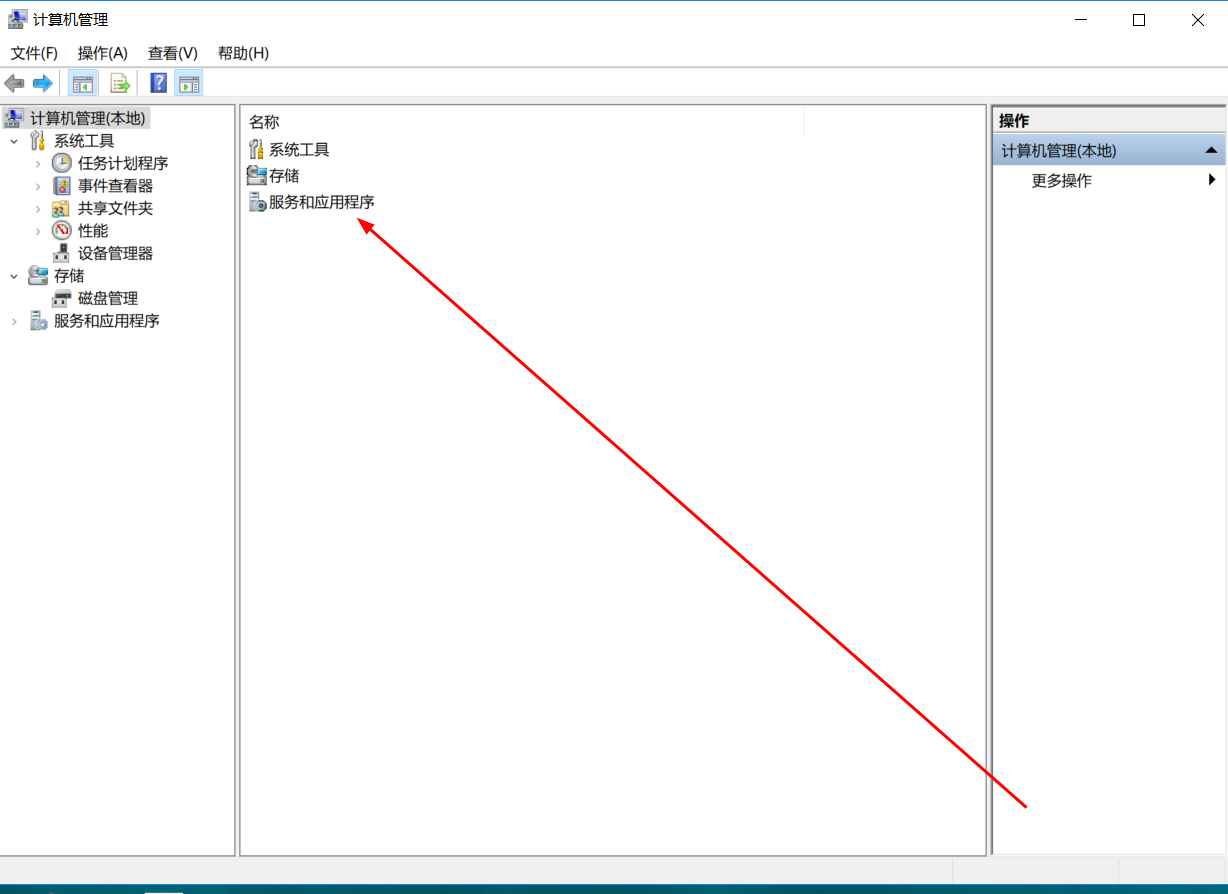 计算机管理
文件(F) 操作(A) 查看(V) 帮助(H)
计算机管理(本地)
系统工具
任务计划程序
事件查看器
共享文件夹
性能
设备管理器
存储
磁盘管理
服务和应用程序
名称
系统工具
存储
服务和应用程序
操作
计算机管理(本地)
更多操作